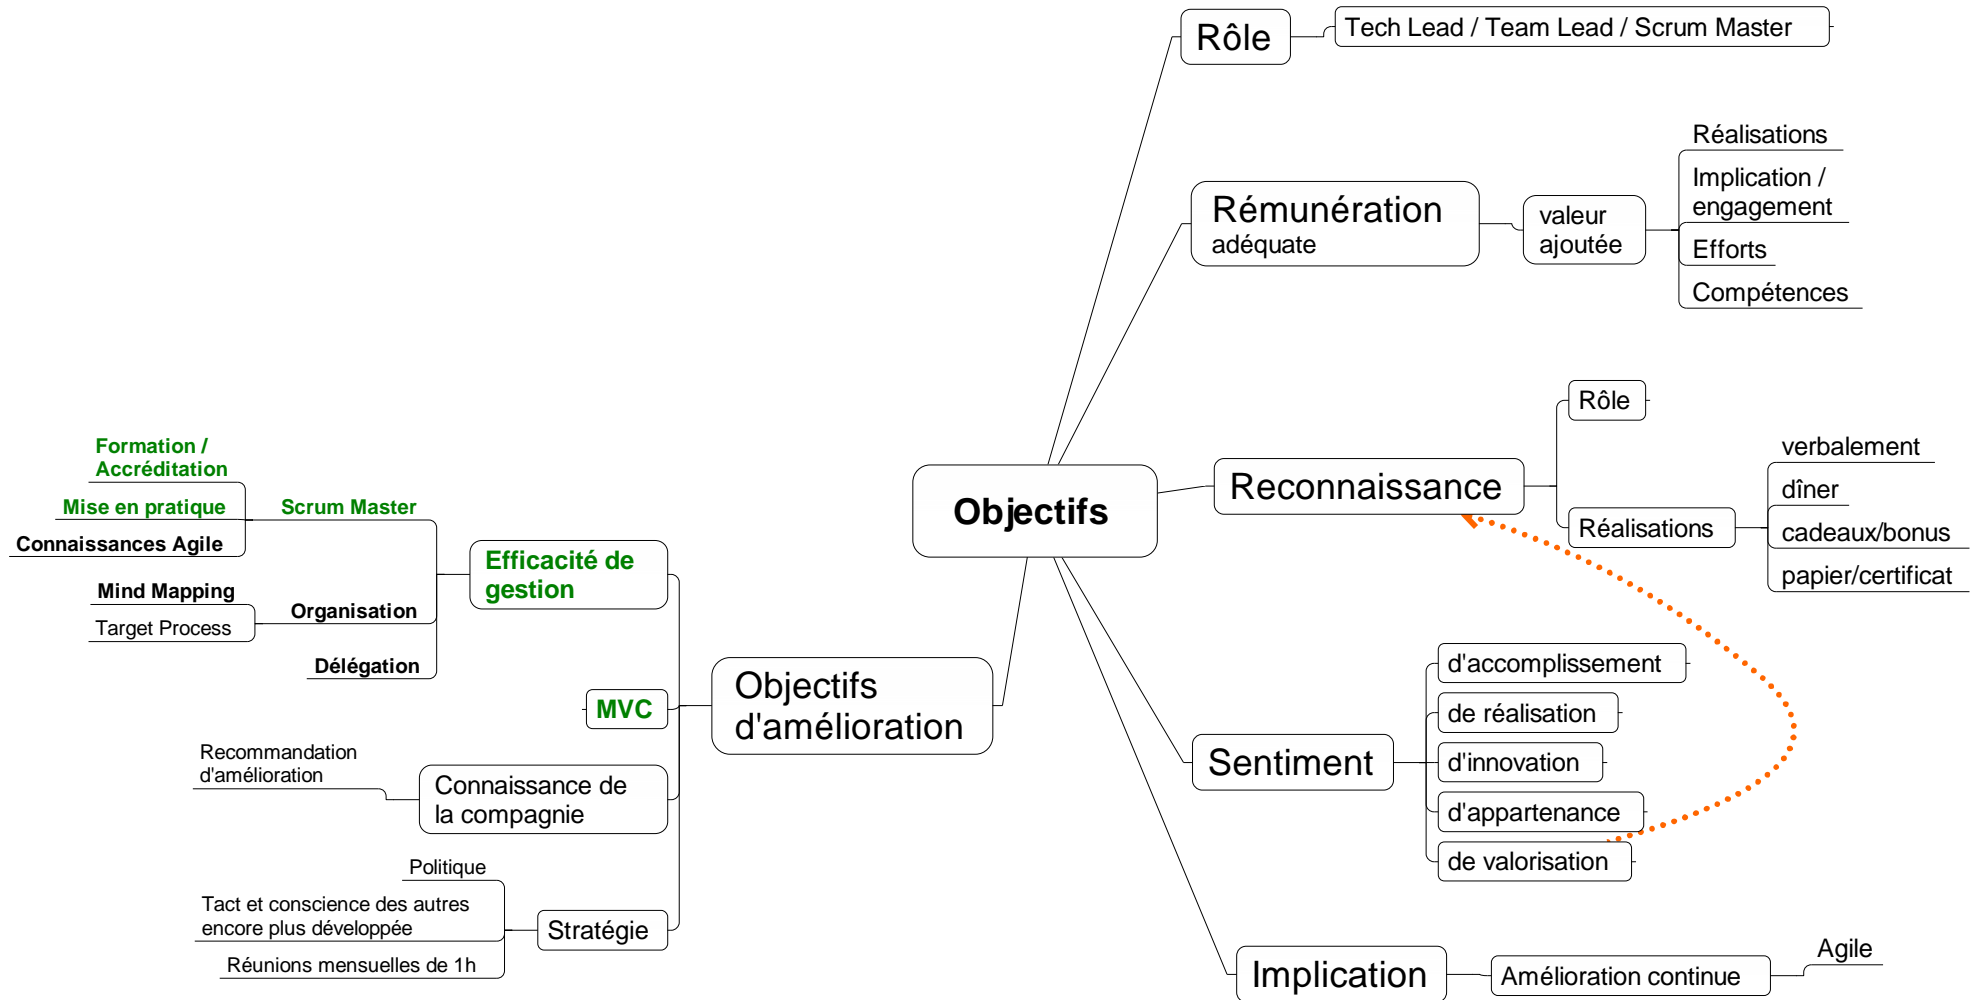 Rôle
Tech Lead / Team Lead / Scrum Master
Rémunération
adéquate
valeur
ajoutée
Réalisations
Implication /
engagement
Efforts
Compétences
Reconnaissance
Rôle
Réalisations
verbalement
dîner
cadeaux/bonus
papier/certificat
Objectifs
Sentiment
d'accomplissement
de réalisation
d'innovation
d'appartenance
de valorisation
Implication
Amélioration continue
Agile
Objectifs
d'amélioration
Efficacité de
gestion
Scrum Master
Formation /
Accréditation
Mise en pratique
Connaissances Agile
Organisation
Mind Mapping
Target Process
Délégation
MVC
Connaissance de
la compagnie
Recommandation
d'amélioration
Stratégie
Politique
Tact et conscience des autres
encore plus développée
Réunions mensuelles de 1h